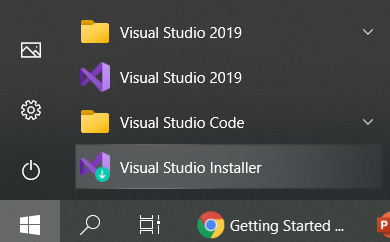 Visual Studio 2019
Visual Studio 2019
Visual Studio Code
Visual Studio Installer
Getting Started ...